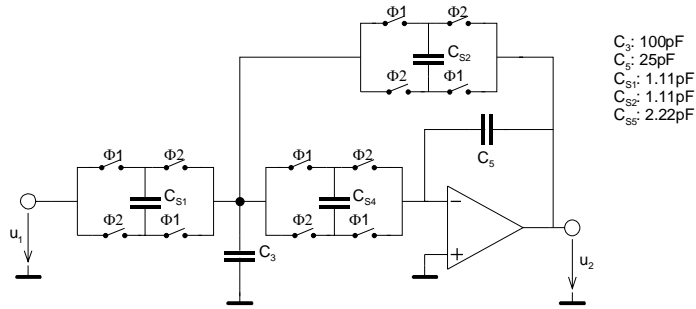 Φ1 Φ2
C_S2
Φ2 Φ1
C₃: 100pF
C₅: 25pF
C_S1: 1.11pF
C_S2: 1.11pF
C_S5: 2.22pF
Φ1 Φ2
C_S1
Φ2 Φ1
Φ1 Φ2
C_S4
Φ2 Φ1
C₅
−
+
u₁
C₃
u₂